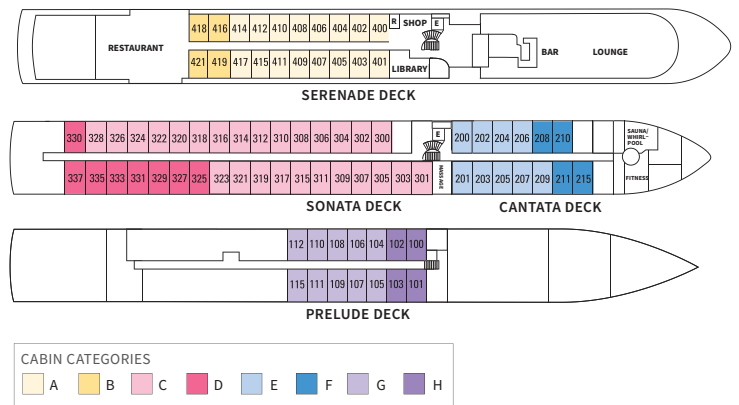 418 416 414 412 410 408 406 404 402 400 R SHOP E
RESTAURANT
BAR LOUNGE
421 419 417 415 411 409 407 405 403 401 LIBRARY
SERENADE DECK
330 328 326 324 322 320 318 316 314 312 310 308 306 304 302 300 E 200 202 204 206 208 210 SAUNA/
WHIRL-
POOL
337 335 333 331 329 327 325 323 321 319 317 315 311 309 307 305 303 301 MASSAGE 201 203 205 207 209 211 215 FITNESS
SONATA DECK CANTATA DECK
112 110 108 106 104 102 100
115 111 109 107 105 103 101
PRELUDE DECK
CABIN CATEGORIES
A B C D E F G H